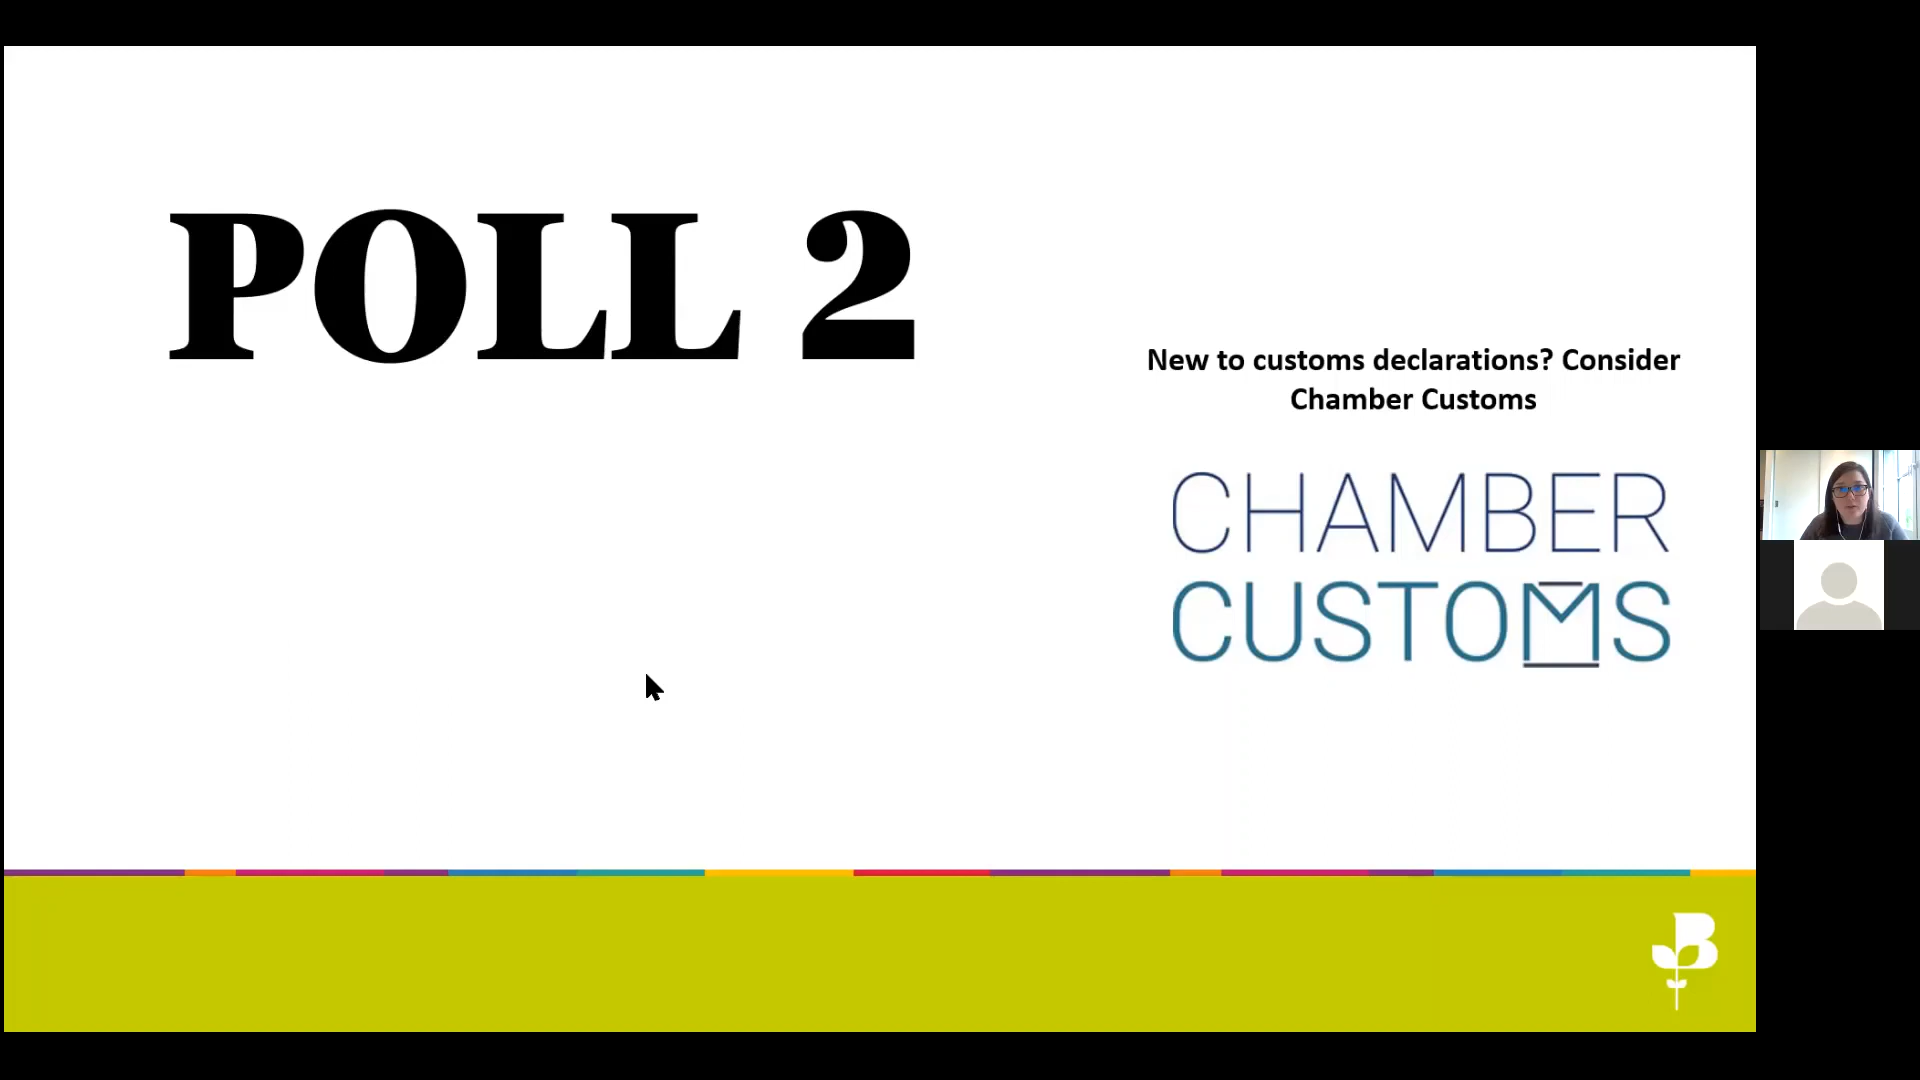 POLL 2
New to customs declarations? Consider
Chamber Customs
CHAMBER
CUSTOMS
B